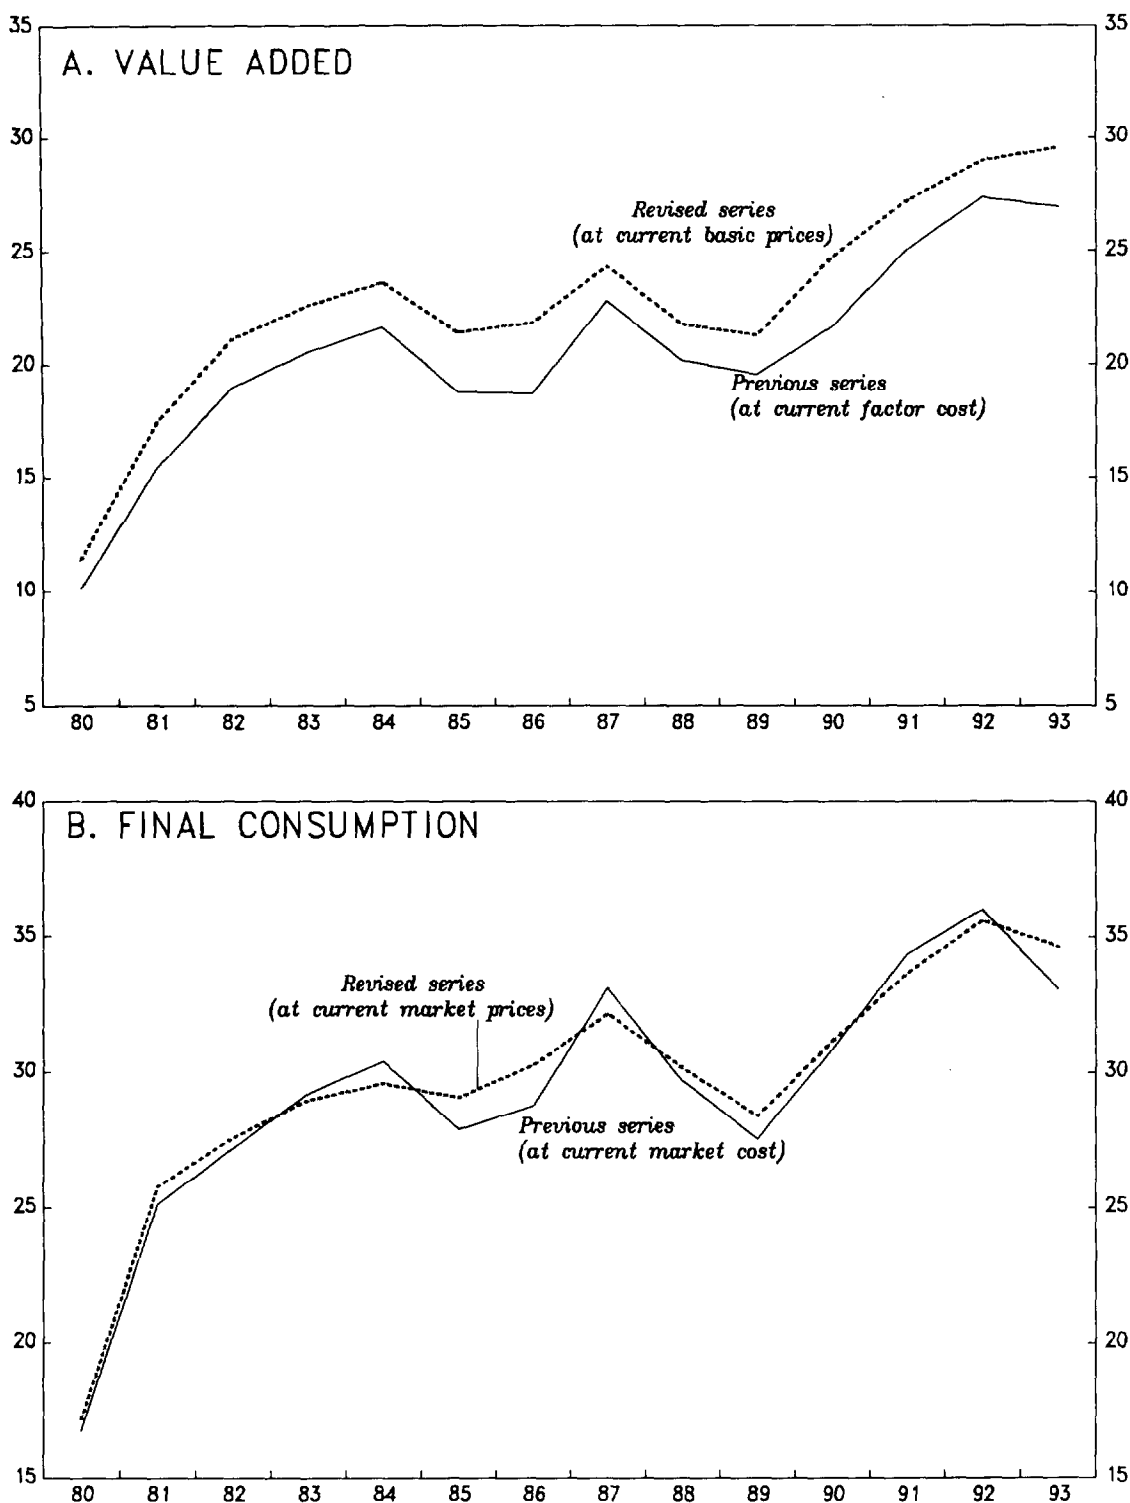 35 35
A. VALUE ADDED
30 30
Revised series
(at current basic prices)
25 25
20 20
Previous series
(at current factor cost)
15 15
10 10
5 5
80 81 82 83 84 85 86 87 88 89 90 91 92 93
40 40
B. FINAL CONSUMPTION
35 35
Revised series
(at current market prices)
30 30
Previous series
(at current market cost)
25 25
20 20
15 15
80 81 82 83 84 85 86 87 88 89 90 91 92 93